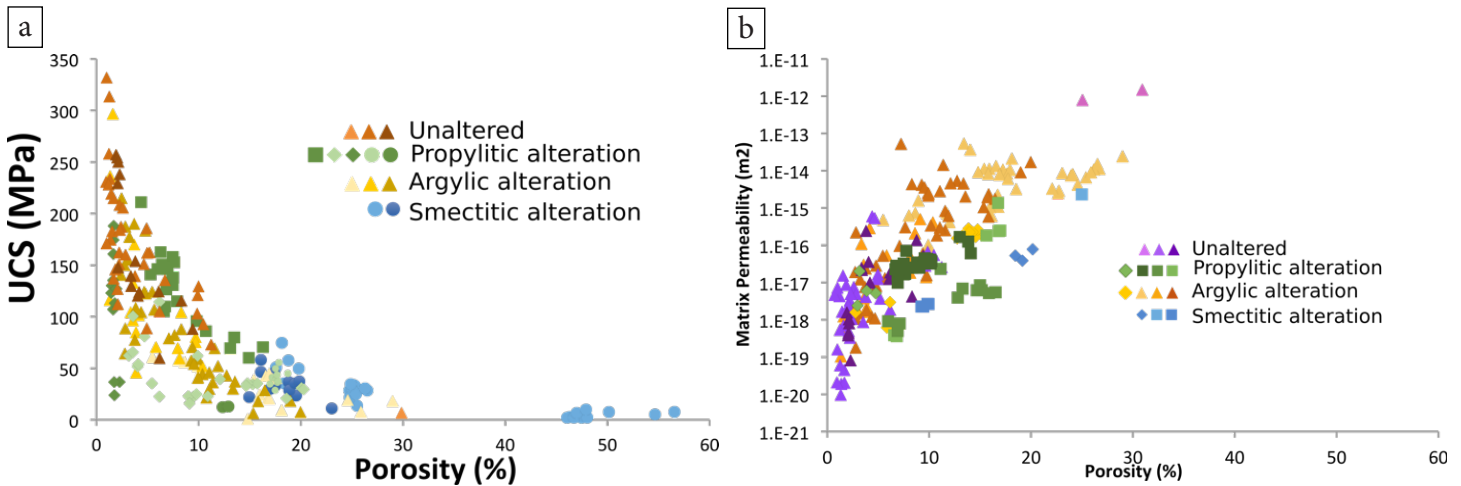 a
350
300
250
200
150
100
50
0
UCS (MPa)
Unaltered
Propylitic alteration
Argylic alteration
Smectitic alteration
0 10 20 30 40 50 60
Porosity (%)
b
1.E-11
1.E-12
1.E-13
1.E-14
1.E-15
1.E-16
1.E-17
1.E-18
1.E-19
1.E-20
1.E-21
Matrix Permeability (m2)
Unaltered
Propylitic alteration
Argylic alteration
Smectitic alteration
0 10 20 30 40 50 60
Porosity (%)